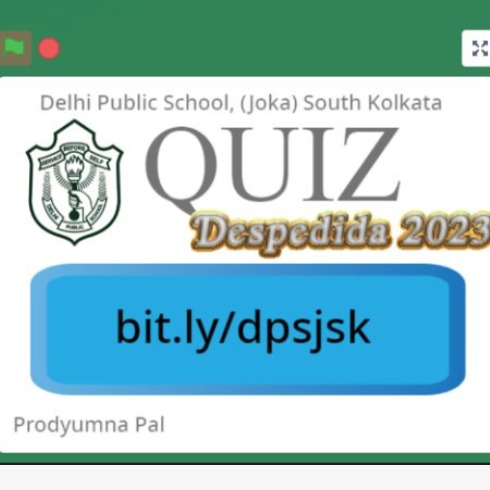 Delhi Public School, (Joka) South Kolkata
SERVICE BEFORE SELF
DELHI PUBLIC SCHOOL
QUIZ
Despedida 2023
bit.ly/dpsjsk
Prodyumna Pal